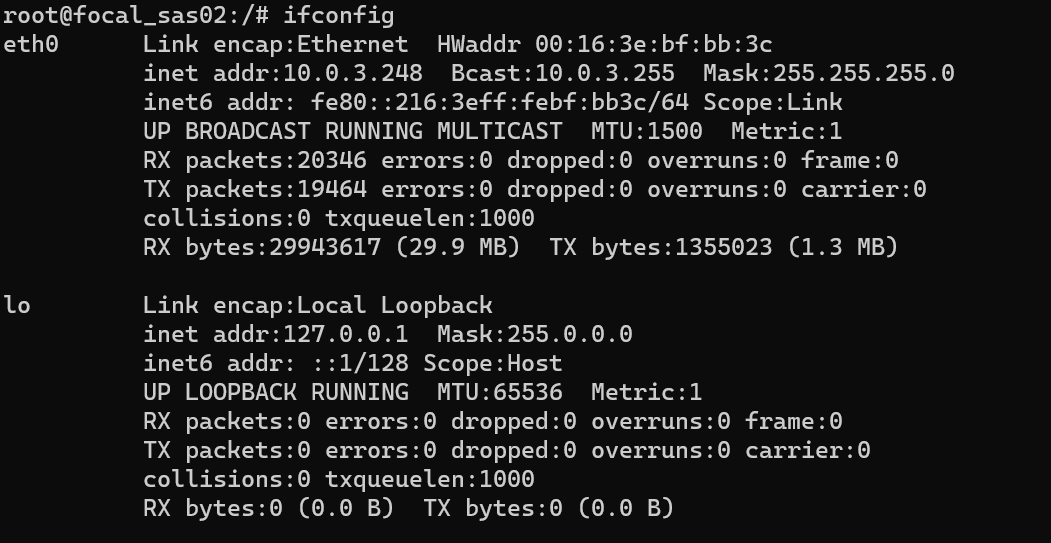 root@focal_sas02:/# ifconfig
eth0      Link encap:Ethernet  HWaddr 00:16:3e:bf:bb:3c
          inet addr:10.0.3.248  Bcast:10.0.3.255  Mask:255.255.255.0
          inet6 addr: fe80::216:3eff:febf:bb3c/64 Scope:Link
          UP BROADCAST RUNNING MULTICAST  MTU:1500  Metric:1
          RX packets:20346 errors:0 dropped:0 overruns:0 frame:0
          TX packets:19464 errors:0 dropped:0 overruns:0 carrier:0
          collisions:0 txqueuelen:1000
          RX bytes:29943617 (29.9 MB)  TX bytes:1355023 (1.3 MB)

lo        Link encap:Local Loopback
          inet addr:127.0.0.1  Mask:255.0.0.0
          inet6 addr: ::1/128 Scope:Host
          UP LOOPBACK RUNNING  MTU:65536  Metric:1
          RX packets:0 errors:0 dropped:0 overruns:0 frame:0
          TX packets:0 errors:0 dropped:0 overruns:0 carrier:0
          collisions:0 txqueuelen:1000
          RX bytes:0 (0.0 B)  TX bytes:0 (0.0 B)